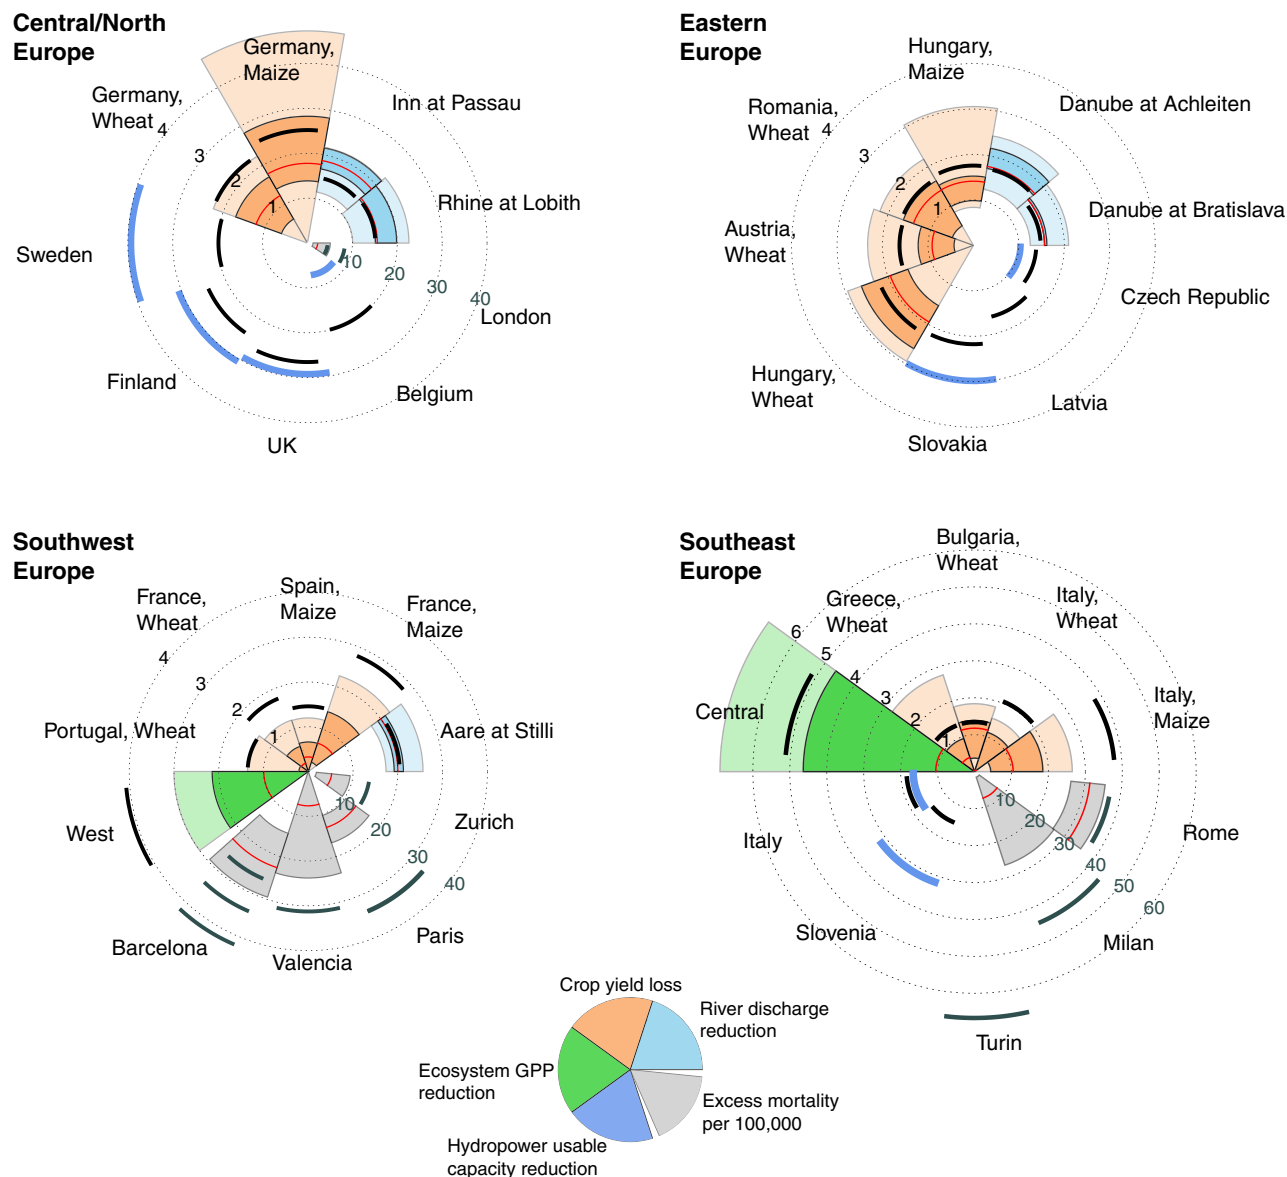 Central/North
Europe
Germany,
Maize
Germany,
Wheat
Inn at Passau
4
3
2
1
Rhine at Lobith
Sweden
10
20
30
40
London
Finland
Belgium
UK
Eastern
Europe
Hungary,
Maize
Romania,
Wheat
Danube at Achleiten
4
3
2
1
Danube at Bratislava
Austria,
Wheat
Czech Republic
Hungary,
Wheat
Latvia
Slovakia
Southwest
Europe
France,
Wheat
Spain,
Maize
France,
Maize
4
3
2
1
Portugal, Wheat
Aare at Stilli
10
20
30
40
West
Zurich
Barcelona
Paris
Valencia
Southeast
Europe
Bulgaria,
Wheat
Greece,
Wheat
Italy,
Wheat
6
5
4
3
2
1
Central
Italy,
Maize
10
20
30
40
50
60
Italy
Rome
Slovenia
Milan
Turin
Crop yield loss
River discharge
reduction
Ecosystem GPP
reduction
Excess mortality
per 100,000
Hydropower usable
capacity reduction